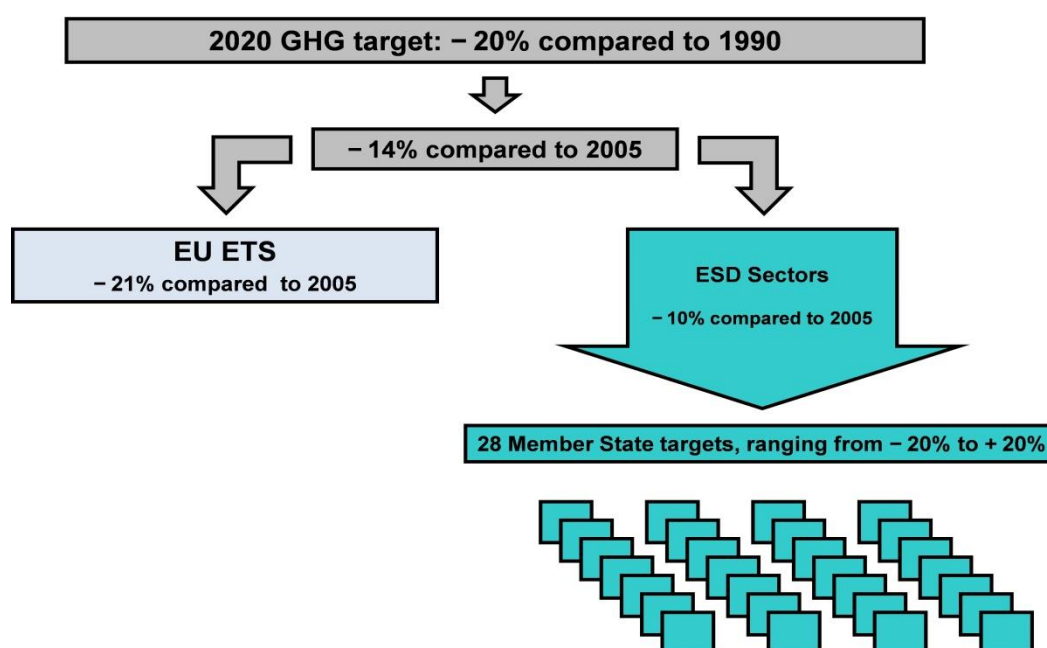 2020 GHG target: – 20% compared to 1990
– 14% compared to 2005
EU ETS
– 21% compared to 2005
ESD Sectors
– 10% compared to 2005
28 Member State targets, ranging from – 20% to + 20%